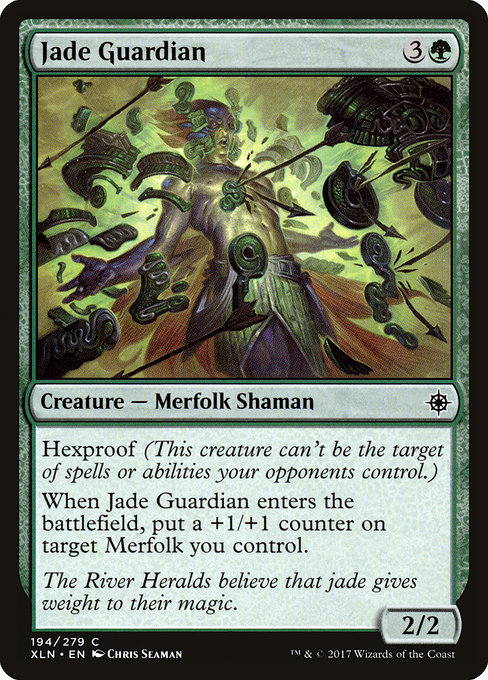 Jade Guardian 3
Creature — Merfolk Shaman
Hexproof (This creature can't be the target
of spells or abilities your opponents control.)
When Jade Guardian enters the
battlefield, put a +1/+1 counter on
target Merfolk you control.
The River Heralds believe that jade gives
weight to their magic.
2/2
194/279 C
XLN • EN Chris Seaman
™ & © 2017 Wizards of the Coast